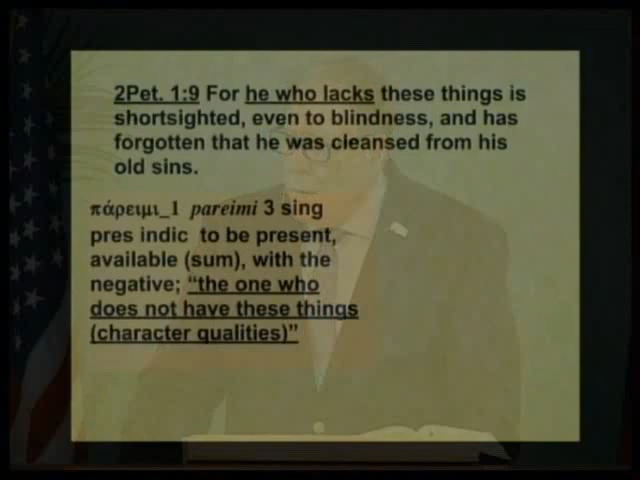 2Pet. 1:9 For he who lacks these things is
shortsighted, even to blindness, and has
forgotten that he was cleansed from his
old sins.
πάρειμι_1 pareimi 3 sing
pres indic to be present,
available (sum), with the
negative; “the one who
does not have these things
(character qualities)”